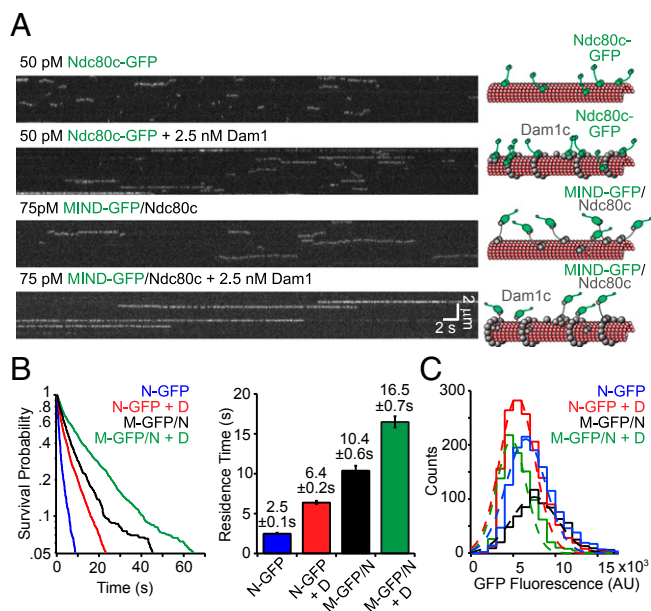 A
50 pM Ndc80c-GFP
Ndc80c-
GFP
50 pM Ndc80c-GFP + 2.5 nM Dam1
Ndc80c-
GFP
Dam1c
75pM MIND-GFP/Ndc80c
MIND-GFP/
Ndc80c
75 pM MIND-GFP/Ndc80c + 2.5 nM Dam1
MIND-GFP/
Ndc80c
Dam1c
2 s
2 μm
B
Survival Probability
1
.8
.6
.4
.2
.1
.05
0 20 40 60
Time (s)
N-GFP
N-GFP + D
M-GFP/N
M-GFP/N + D
Residence Time (s)
20
15
10
5
0
2.5
±0.1s
6.4
±0.2s
10.4
±0.6s
16.5
±0.7s
N-GFP
N-GFP
+ D
M-GFP/N
M-GFP/N
+ D
C
Counts
300
200
100
0
0 5 10 15 x10³
GFP Fluorescence (AU)
N-GFP
N-GFP + D
M-GFP/N
M-GFP/N + D